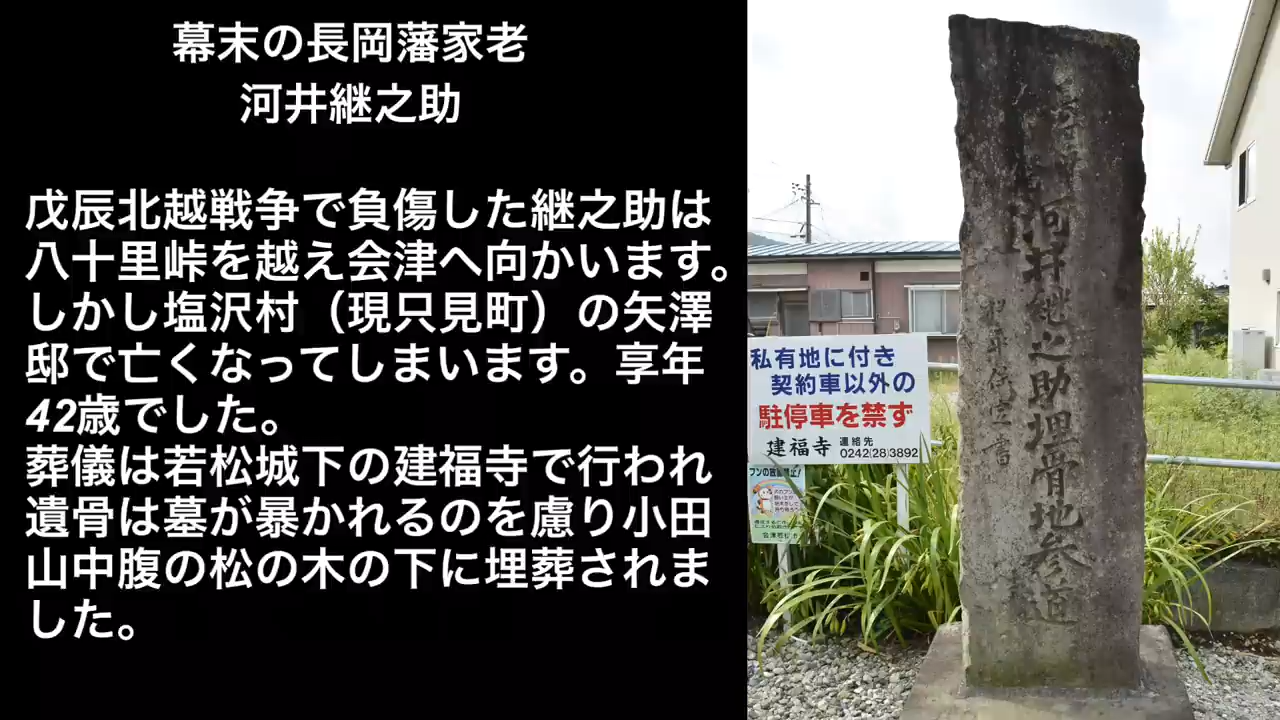 幕末の長岡藩家老
河井継之助
戊辰北越戦争で負傷した継之助は
八十里峠を越え会津へ向かいます。
しかし塩沢村（現只見町）の矢澤
邸で亡くなってしまいます。享年
42歳でした。
葬儀は若松城下の建福寺で行われ
遺骨は墓が暴かれるのを慮り小田
山中腹の松の木の下に埋葬されま
した。
河井継之助埋骨地参道
私有地に付き
契約車以外の
駐停車を禁ず
建福寺 連絡先 0242(28)3892